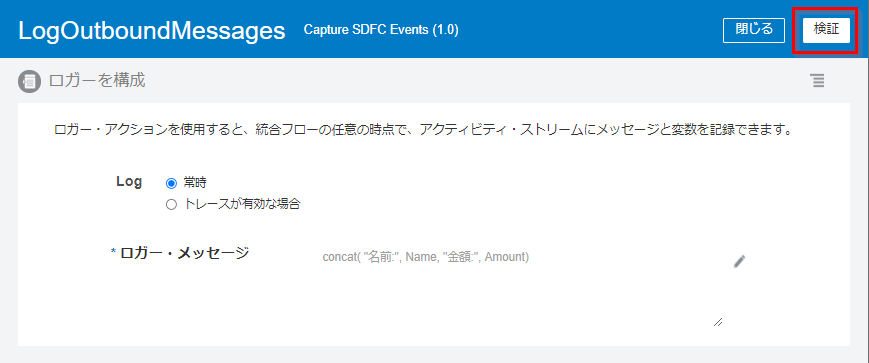 LogOutboundMessages Capture SDFC Events (1.0) 閉じる 検証
ロガーを構成
ロガー・アクションを使用すると、統合フローの任意の時点で、アクティビティ・ストリームにメッセージと変数を記録できます。
Log 常時
トレースが有効な場合
* ロガー・メッセージ concat( "名前:", Name, "金額:", Amount)